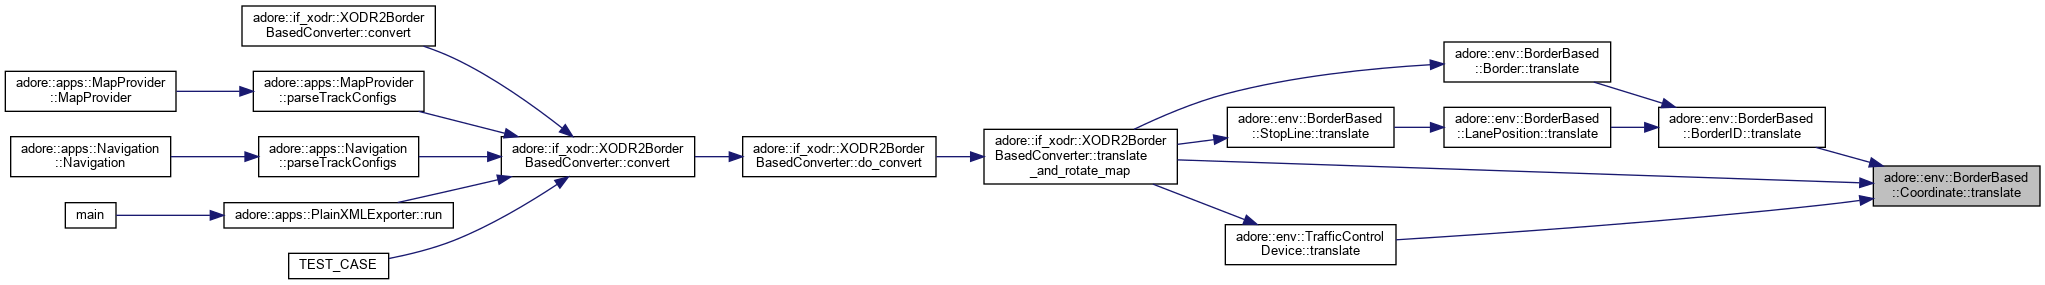 adore::if_xodr::XODR2Border
BasedConverter::convert
adore::apps::MapProvider
::MapProvider
adore::apps::MapProvider
::parseTrackConfigs
adore::apps::Navigation
::Navigation
adore::apps::Navigation
::parseTrackConfigs
main
adore::apps::PlainXMLExporter::run
TEST_CASE
adore::if_xodr::XODR2Border
BasedConverter::convert
adore::if_xodr::XODR2Border
BasedConverter::do_convert
adore::if_xodr::XODR2Border
BasedConverter::translate
_and_rotate_map
adore::env::BorderBased
::Border::translate
adore::env::BorderBased
::StopLine::translate
adore::env::BorderBased
::LanePosition::translate
adore::env::BorderBased
::BorderID::translate
adore::env::TrafficControl
Device::translate
adore::env::BorderBased
::Coordinate::translate